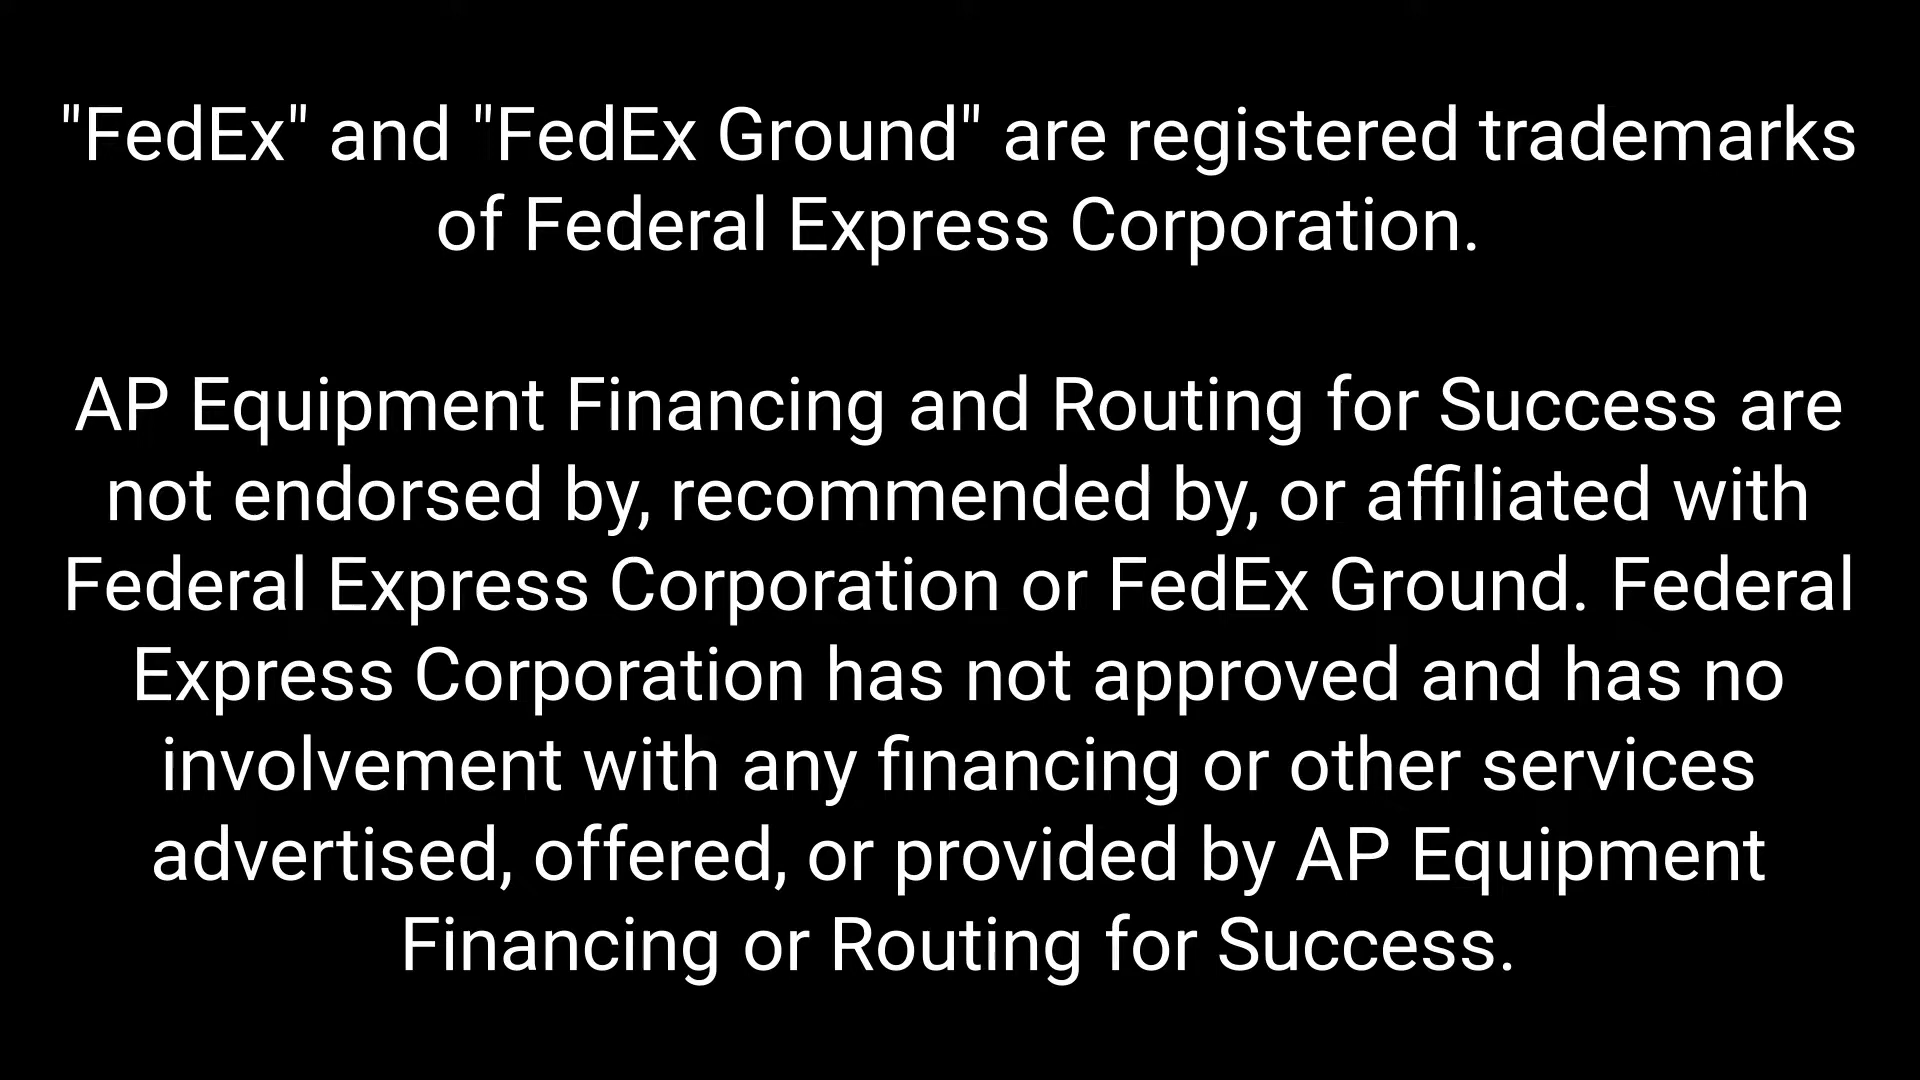 "FedEx" and "FedEx Ground" are registered trademarks
of Federal Express Corporation.
AP Equipment Financing and Routing for Success are
not endorsed by, recommended by, or affiliated with
Federal Express Corporation or FedEx Ground. Federal
Express Corporation has not approved and has no
involvement with any financing or other services
advertised, offered, or provided by AP Equipment
Financing or Routing for Success.